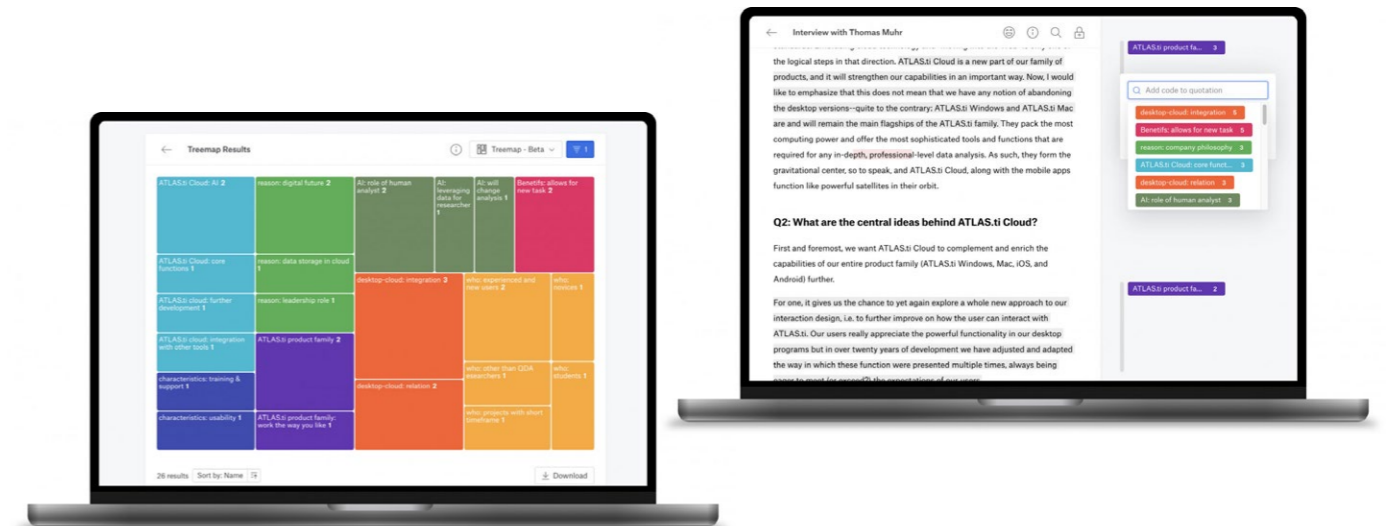 Treemap Results
Treemap - Beta
1
ATLAS.ti Cloud: AI 2
reason: digital future 2
AI: role of human
analyst 2
AI:
leveraging
data for
researcher
1
AI: will
change
analysis 1
Benetifs: allows for
new task 2
ATLAS.ti Cloud: core
functions 1
reason: data storage in cloud
1
desktop-cloud: integration 3
who: experienced and
new users 2
who:
novices 1
ATLAS.ti cloud: further
development 1
reason: leadership role 1
ATLAS.ti cloud: integration
with other tools 1
ATLAS.ti product family 2
who: other than QDA
esearchers 1
who:
students 1
characteristics: training &
support 1
desktop-cloud: relation 2
characteristics: usability 1
ATLAS.ti product family:
work the way you like 1
who: projects with short
timeframe 1
26 results
Sort by: Name
Download
Interview with Thomas Muhr
the logical steps in that direction. ATLAS.ti Cloud is a new part of our family of
products, and it will strengthen our capabilities in an important way. Now, I would
like to emphasize that this does not mean that we have any notion of abandoning
the desktop versions--quite to the contrary: ATLAS.ti Windows and ATLAS.ti Mac
are and will remain the main flagships of the ATLAS.ti family. They pack the most
computing power and offer the most sophisticated tools and functions that are
required for any in-depth, professional-level data analysis. As such, they form the
gravitational center, so to speak, and ATLAS.ti Cloud, along with the mobile apps
function like powerful satellites in their orbit.
Q2: What are the central ideas behind ATLAS.ti Cloud?
First and foremost, we want ATLAS.ti Cloud to complement and enrich the
capabilities of our entire product family (ATLAS.ti Windows, Mac, iOS, and
Android) further.
For one, it gives us the chance to yet again explore a whole new approach to our
interaction design, i.e. to further improve on how the user can interact with
ATLAS.ti. Our users really appreciate the powerful functionality in our desktop
programs but in over twenty years of development we have adjusted and adapted
the way in which these function were presented multiple times, always being
eager to meet (or exceed?) the expectations of our users.
ATLAS.ti product fa... 3
Add code to quotation
desktop-cloud: integration 5
Benetifs: allows for new task 5
reason: company philosophy 3
ATLAS.ti Cloud: core funct... 3
desktop-cloud: relation 3
AI: role of human analyst 3
ATLAS.ti product fa... 2